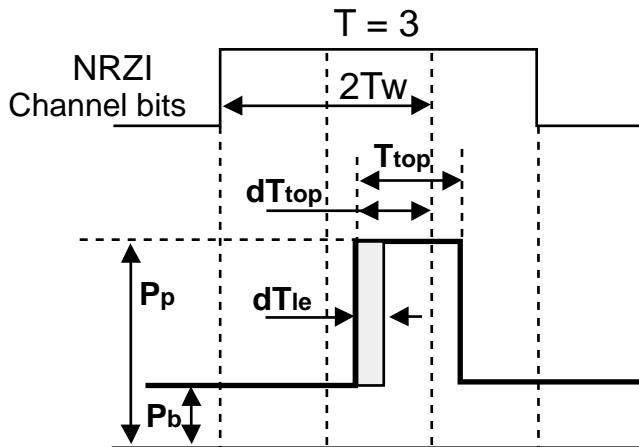 T = 3
NRZI
Channel bits
2Tw
Ttop
dTtop
Pp
dTle
Pb